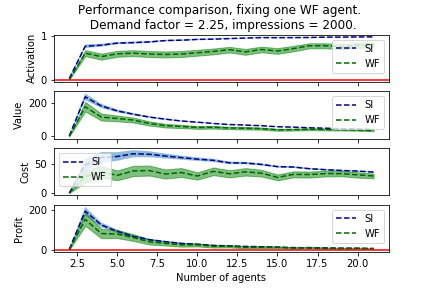 Performance comparison, fixing one WF agent.
Demand factor = 2.25, impressions = 2000.
Activation
1
0
SI
WF
Value
200
0
SI
WF
Cost
50
0
SI
WF
Profit
200
0
SI
WF
2.5 5.0 7.5 10.0 12.5 15.0 17.5 20.0
Number of agents